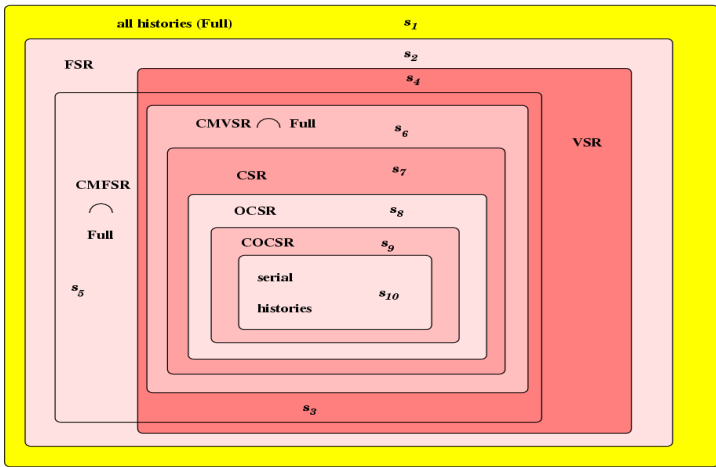 all histories (Full) s1
s2
FSR
s4
CMVSR ⌒ Full s6
VSR
CSR s7
CMFSR
⌒
Full
OCSR s8
COCSR s9
serial
histories s10
s5
s3